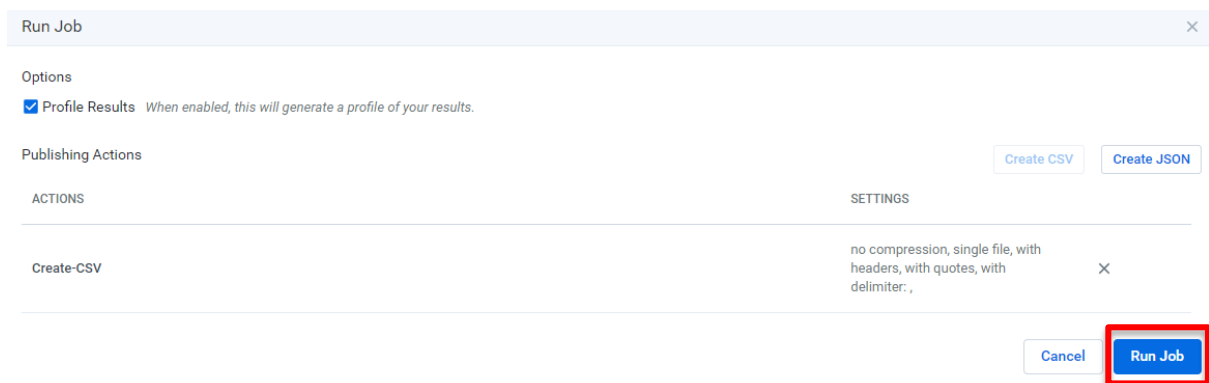 Run Job
Options
Profile Results When enabled, this will generate a profile of your results.
Publishing Actions
Create CSV
Create JSON
ACTIONS
SETTINGS
Create-CSV
no compression, single file, with
headers, with quotes, with
delimiter: ,
Cancel
Run Job